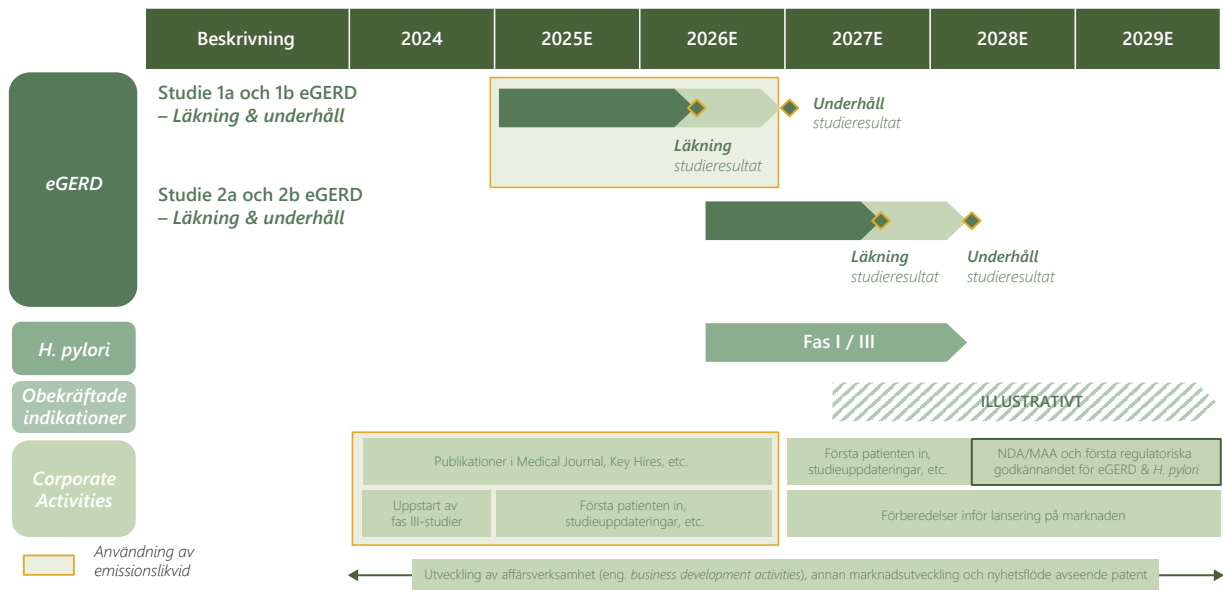 Beskrivning 2024 2025E 2026E 2027E 2028E 2029E
eGERD
Studie 1a och 1b eGERD
– Läkning & underhåll
Läkning
studieresultat
Underhåll
studieresultat
Studie 2a och 2b eGERD
– Läkning & underhåll
Läkning
studieresultat
Underhåll
studieresultat
H. pylori
Fas I / III
Obekräftade
indikationer
ILLUSTRATIVT
Corporate
Activities
Publikationer i Medical Journal, Key Hires, etc.
Första patienten in,
studieuppdateringar, etc.
NDA/MAA och första regulatoriska
godkännandet för eGERD & H. pylori
Uppstart av
fas III-studier
Första patienten in,
studieuppdateringar, etc.
Förberedelser inför lansering på marknaden
Användning av
emissionslikvid
Utveckling av affärsverksamhet (eng. business development activities), annan marknadsutveckling och nyhetsflöde avseende patent